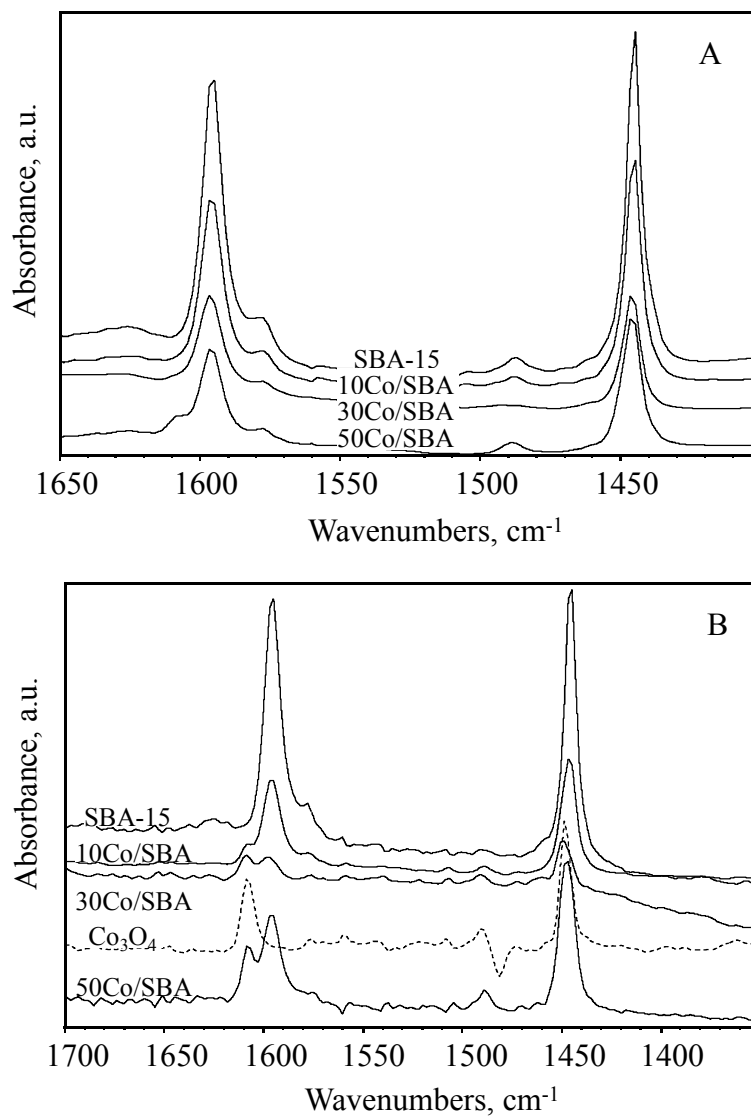 A
Absorbance, a.u.
SBA-15
10Co/SBA
30Co/SBA
50Co/SBA
1650 1600 1550 1500 1450
Wavenumbers, cm-1
B
Absorbance, a.u.
SBA-15
10Co/SBA
30Co/SBA
Co3O4
50Co/SBA
1700 1650 1600 1550 1500 1450 1400
Wavenumbers, cm-1